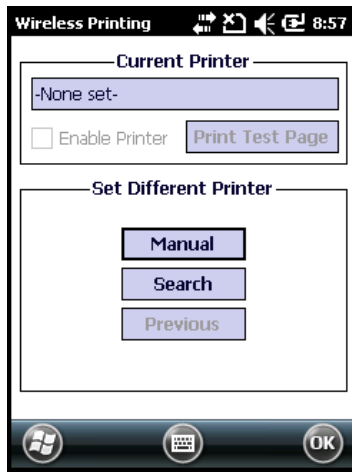 Wireless Printing 8:57
Current Printer
-None set-
Enable Printer Print Test Page
Set Different Printer
Manual
Search
Previous
OK